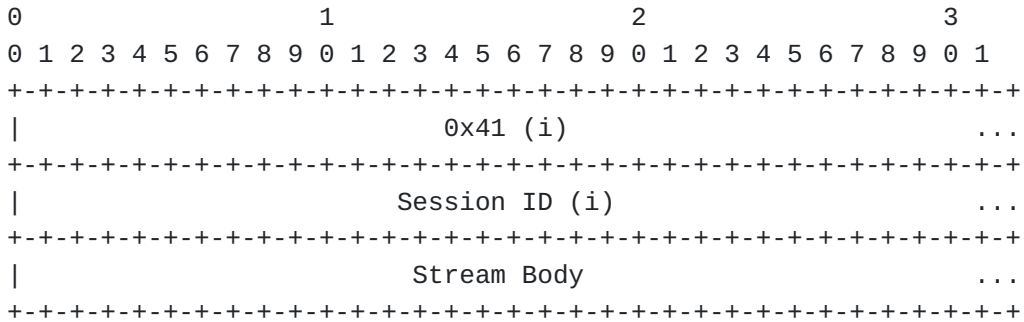 0                   1                   2                   3
0 1 2 3 4 5 6 7 8 9 0 1 2 3 4 5 6 7 8 9 0 1 2 3 4 5 6 7 8 9 0 1
+-+-+-+-+-+-+-+-+-+-+-+-+-+-+-+-+-+-+-+-+-+-+-+-+-+-+-+-+-+-+-+-+
|                           0x41 (i)                          ...
+-+-+-+-+-+-+-+-+-+-+-+-+-+-+-+-+-+-+-+-+-+-+-+-+-+-+-+-+-+-+-+-+
|                        Session ID (i)                       ...
+-+-+-+-+-+-+-+-+-+-+-+-+-+-+-+-+-+-+-+-+-+-+-+-+-+-+-+-+-+-+-+-+
|                         Stream Body                         ...
+-+-+-+-+-+-+-+-+-+-+-+-+-+-+-+-+-+-+-+-+-+-+-+-+-+-+-+-+-+-+-+-+